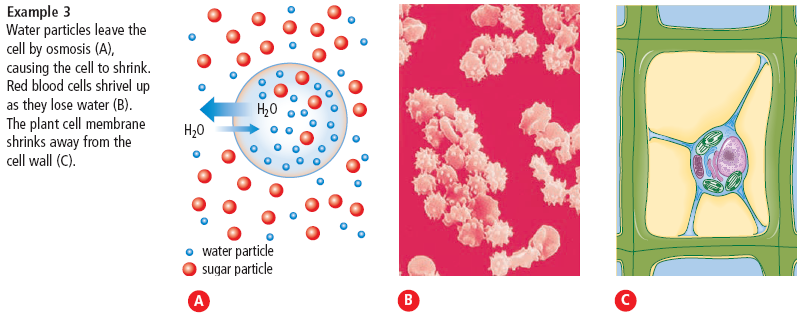 Example 3
Water particles leave the
cell by osmosis (A),
causing the cell to shrink.
Red blood cells shrivel up
as they lose water (B).
The plant cell membrane
shrinks away from the
cell wall (C).
H₂O
H₂O
water particle
sugar particle
A
B
C